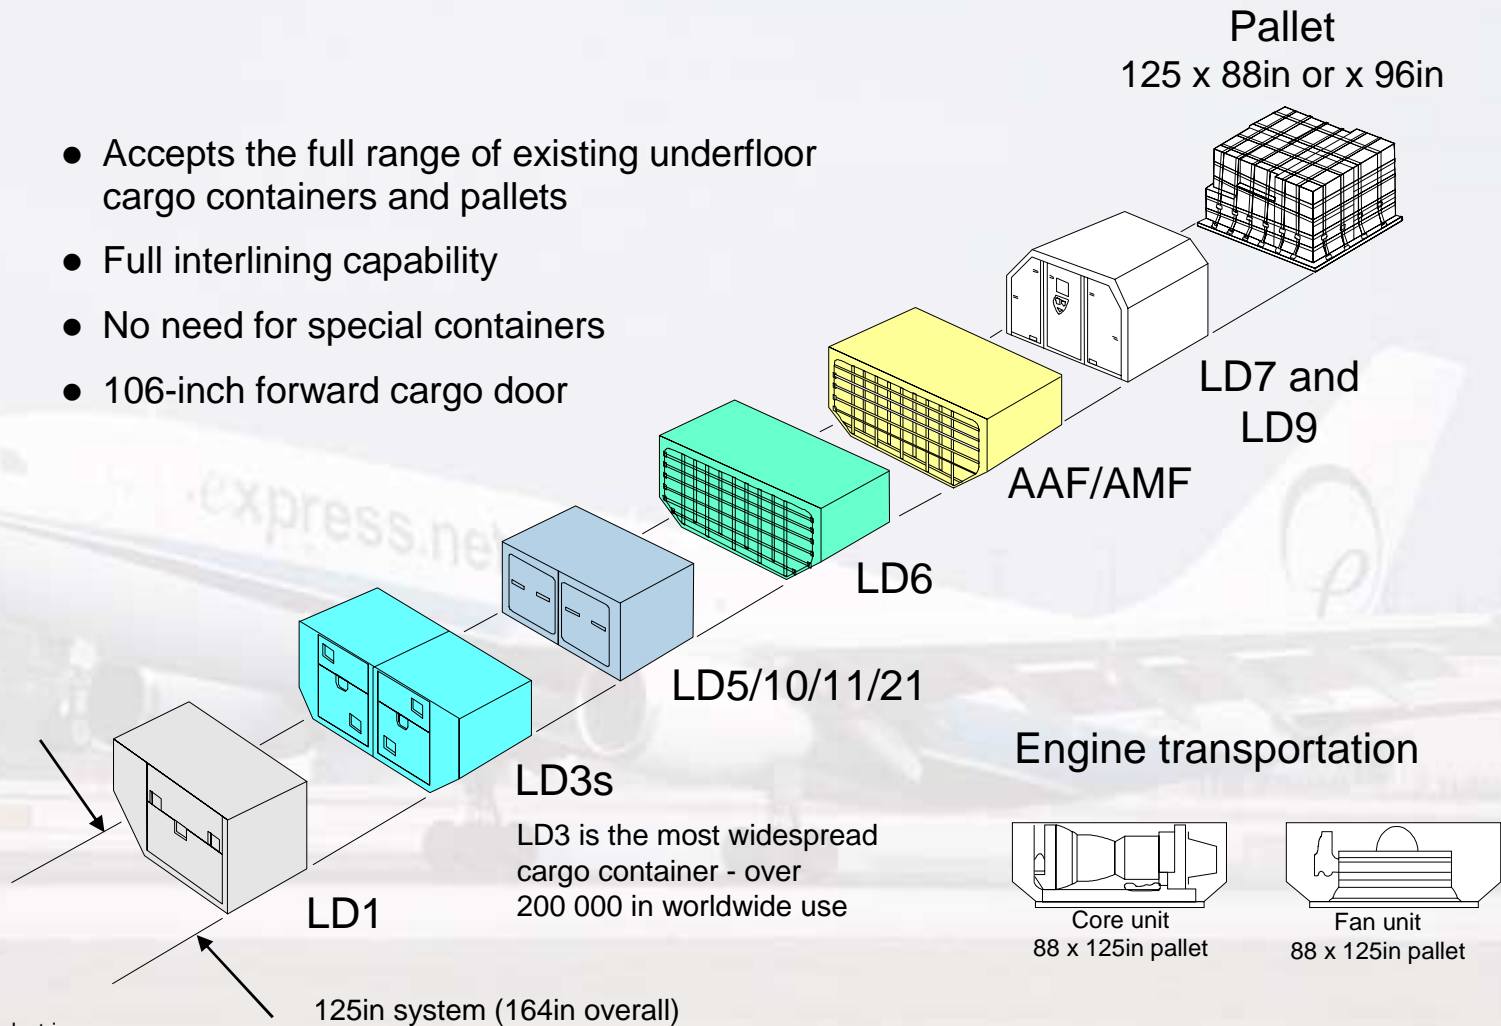 Pallet
125 x 88in or x 96in
● Accepts the full range of existing underfloor
cargo containers and pallets
● Full interlining capability
● No need for special containers
● 106-inch forward cargo door
LD7 and
LD9
AAF/AMF
LD6
LD5/10/11/21
LD3s
LD3 is the most widespread
cargo container - over
200 000 in worldwide use
LD1
125in system (164in overall)
Engine transportation
Core unit
88 x 125in pallet
Fan unit
88 x 125in pallet
express.net